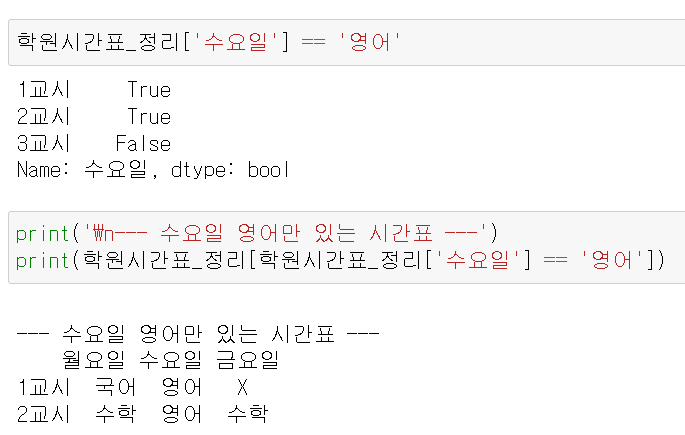 학원시간표_정리['수요일'] == '영어'
1교시     True
2교시     True
3교시    False
Name: 수요일, dtype: bool
print('₩n--- 수요일 영어만 있는 시간표 ---')
print(학원시간표_정리[학원시간표_정리['수요일'] == '영어'])
--- 수요일 영어만 있는 시간표 ---
    월요일 수요일 금요일
1교시  국어  영어   X
2교시  수학  영어  수학